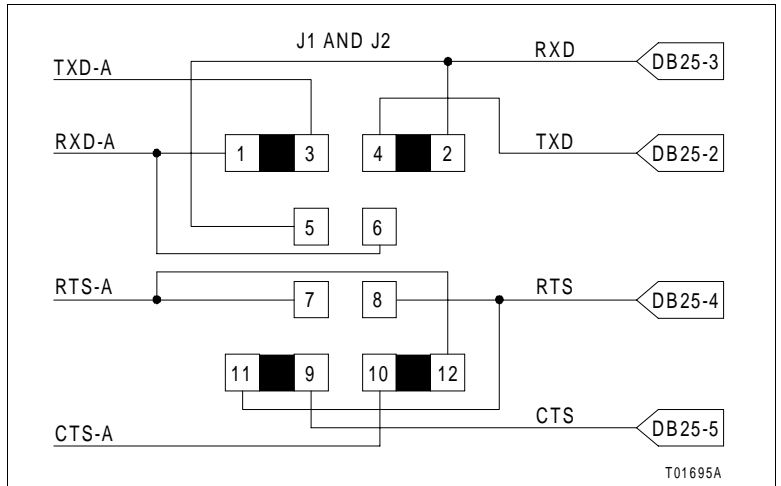 J1 AND J2
RXD
DB25-3
TXD-A
RXD-A
1 3 4 2
TXD
DB25-2
5 6
RTS-A
7 8
RTS
DB25-4
11 9 10 12
CTS
DB25-5
CTS-A
T01695A